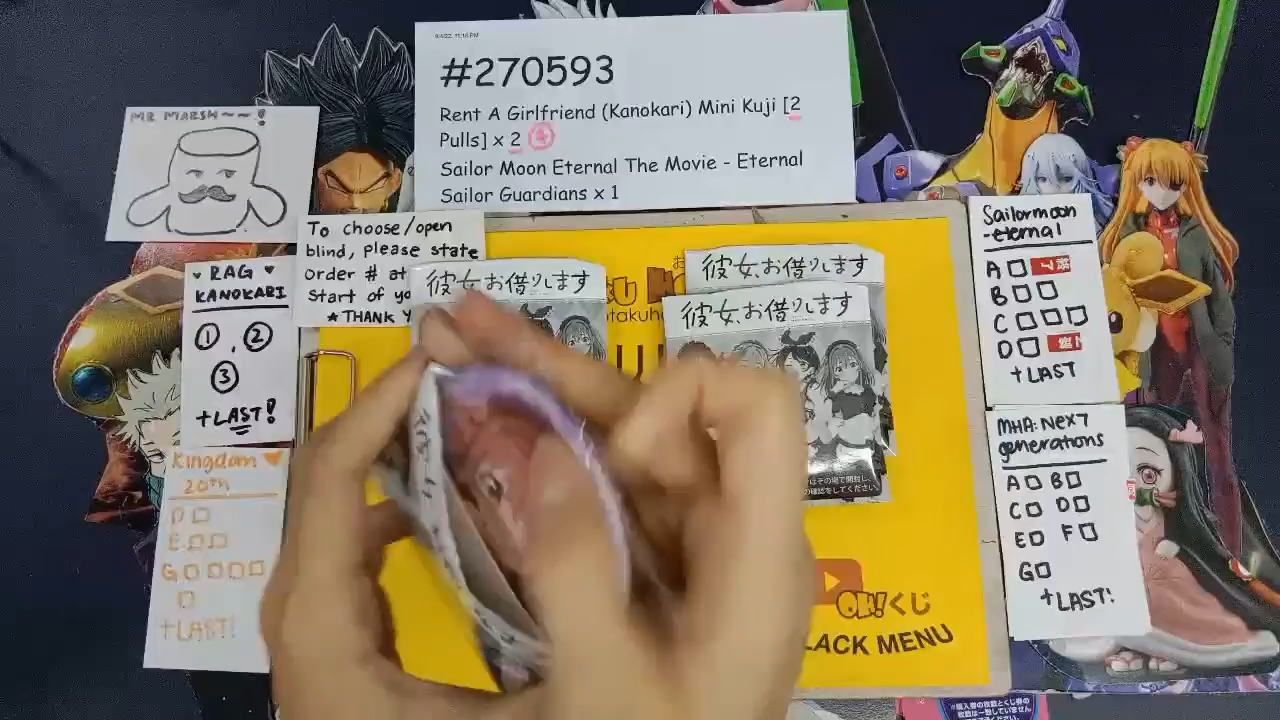 #270593
Rent A Girlfriend (Kanokari) Mini Kuji [2
Pulls] x 2 4
Sailor Moon Eternal The Movie - Eternal
Sailor Guardians x 1
MR MARSH~~!
To choose/open
blind, please state
order # at
start of yo
★THANK Y
♥ RAG ♥
KANOKARI
① , ②
③
+LAST!
Kingdom
20th
D □
E □□
G □□□□
□
+LAST!
彼女、お借りします
彼女、お借りします
彼女、お借りします
otakuh
OH!くじ
LACK MENU
Sailormoon
-eternal
A □
B □□
C □□□
D □
+LAST
MHA: Next
generations
A □ B □
C □ D □
E □ F □
G □
+LAST!